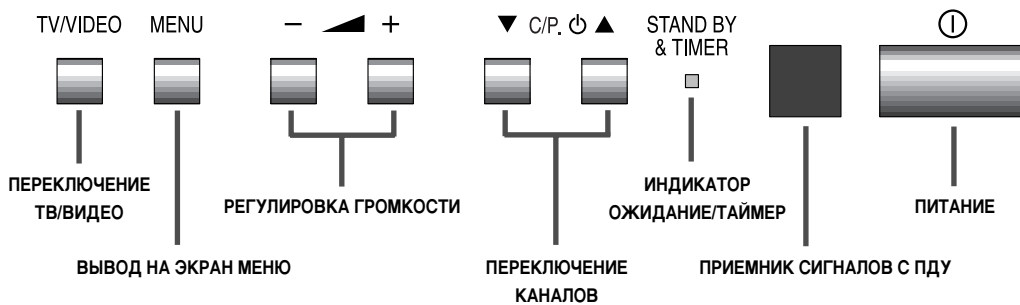 TV/VIDEO MENU − + ▼ C/P. ⏻ ▲ STAND BY
& TIMER
ПЕРЕКЛЮЧЕНИЕ
ТВ/ВИДЕО
РЕГУЛИРОВКА ГРОМКОСТИ
ИНДИКАТОР
ОЖИДАНИЕ/ТАЙМЕР
ПИТАНИЕ
ВЫВОД НА ЭКРАН МЕНЮ
ПЕРЕКЛЮЧЕНИЕ
КАНАЛОВ
ПРИЕМНИК СИГНАЛОВ С ПДУ